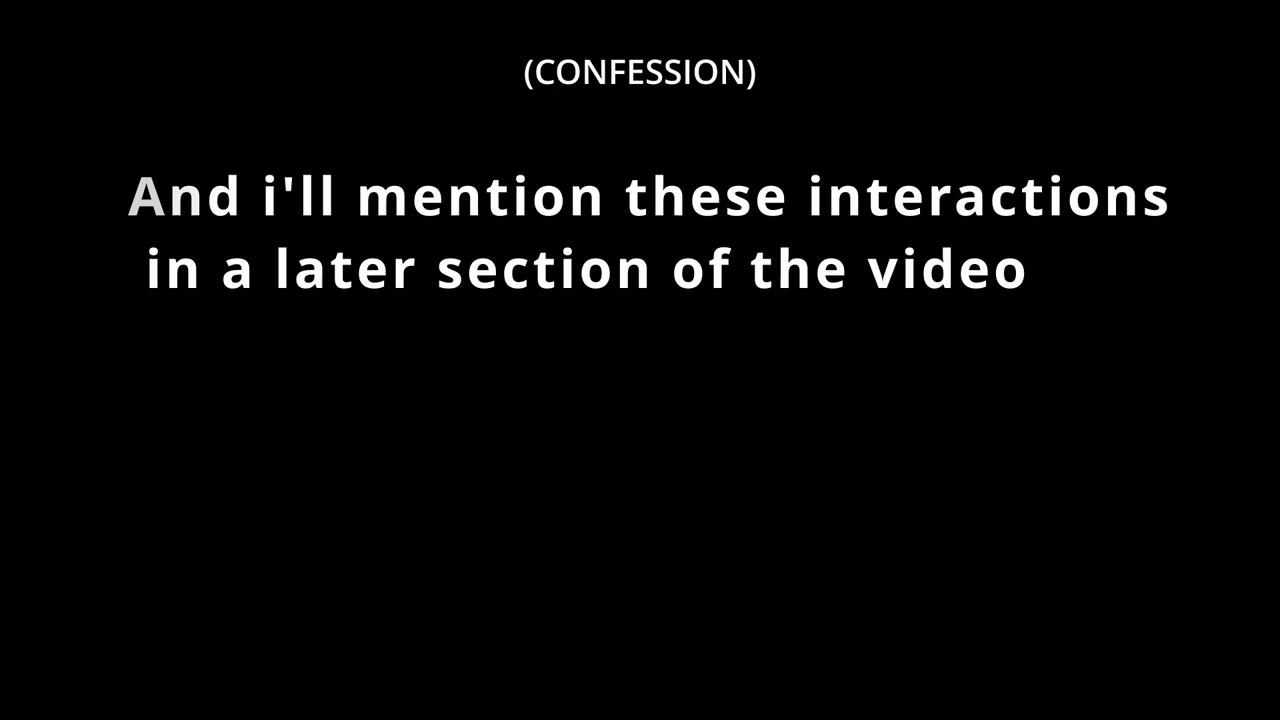 (CONFESSION)
And i'll mention these interactions
in a later section of the video